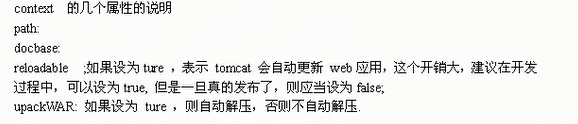 context 的几个属性的说明
path:
docbase:
reloadable ;如果设为 ture ，表示 tomcat 会自动更新 web 应用，这个开销大，建议在开发
过程中，可以设为 true, 但是一旦真的发布了，则应当设为 false;
upackWAR: 如果设为 ture ，则自动解压，否则不自动解压.